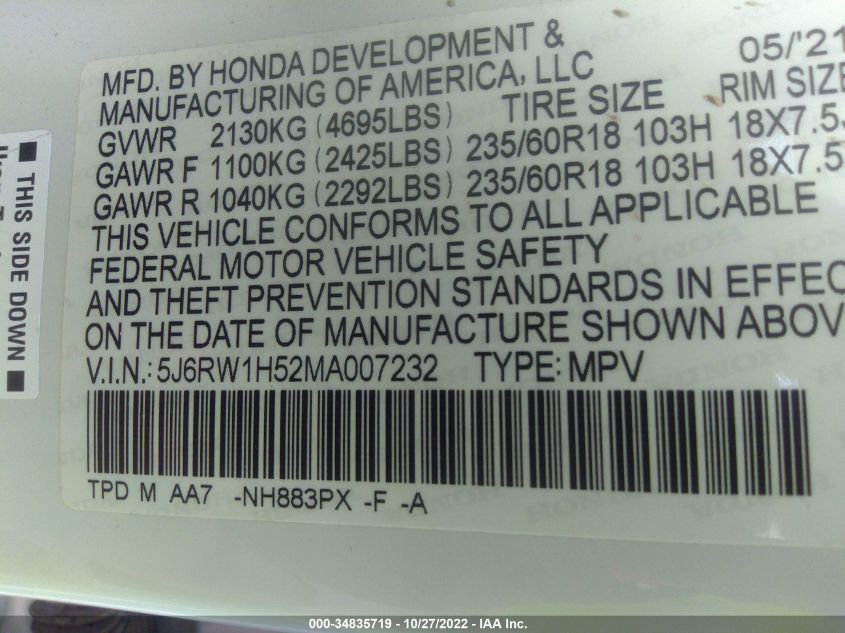 MFD. BY HONDA DEVELOPMENT & 05/'21
MANUFACTURING OF AMERICA, LLC
GVWR 2130KG (4695LBS) TIRE SIZE RIM SIZE
GAWR F 1100KG (2425LBS) 235/60R18 103H 18X7.5J
GAWR R 1040KG (2292LBS) 235/60R18 103H 18X7.5
THIS VEHICLE CONFORMS TO ALL APPLICABLE
FEDERAL MOTOR VEHICLE SAFETY
AND THEFT PREVENTION STANDARDS IN EFFEC
ON THE DATE OF MANUFACTURE SHOWN ABOV
V.I.N.: 5J6RW1H52MA007232 TYPE: MPV
TPD M AA7 -NH883PX -F -A
THIS SIDE DOWN
000-34835719 - 10/27/2022 - IAA Inc.